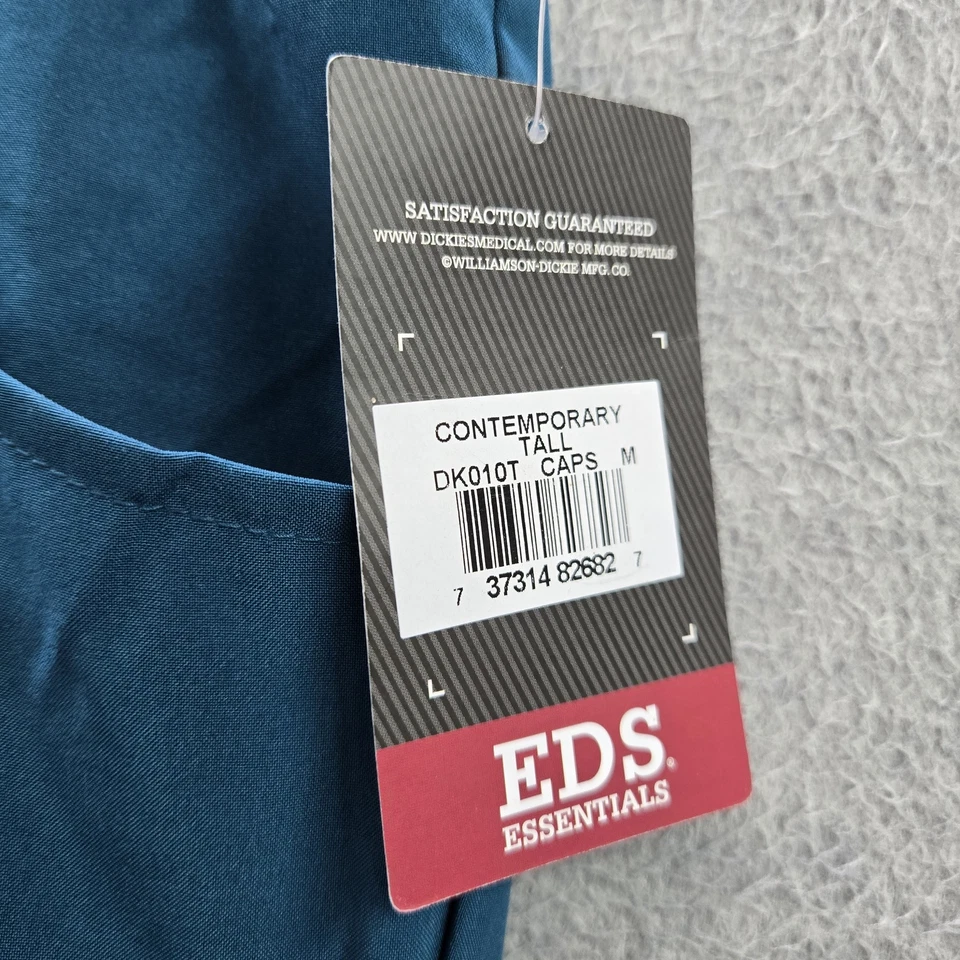 SATISFACTION GUARANTEED
WWW DICKIESMEDICAL.COM FOR MORE DETAILS
©WILLIAMSON-DICKIE MFG. CO.
CONTEMPORARY
TALL
DK010T CAPS M
7 37314 82682 7
EDS®
ESSENTIALS